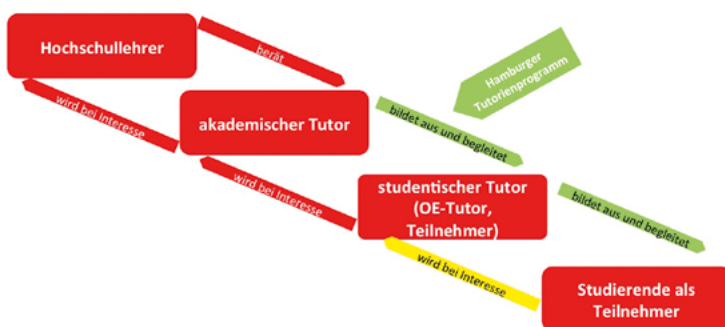 Hochschullehrer
berät
Hamburger
Tutorienprogramm
wird bei Interesse
akademischer Tutor
bildet aus und begleitet
wird bei Interesse
studentischer Tutor
(OE-Tutor,
Teilnehmer)
bildet aus und begleitet
wird bei Interesse
Studierende als
Teilnehmer